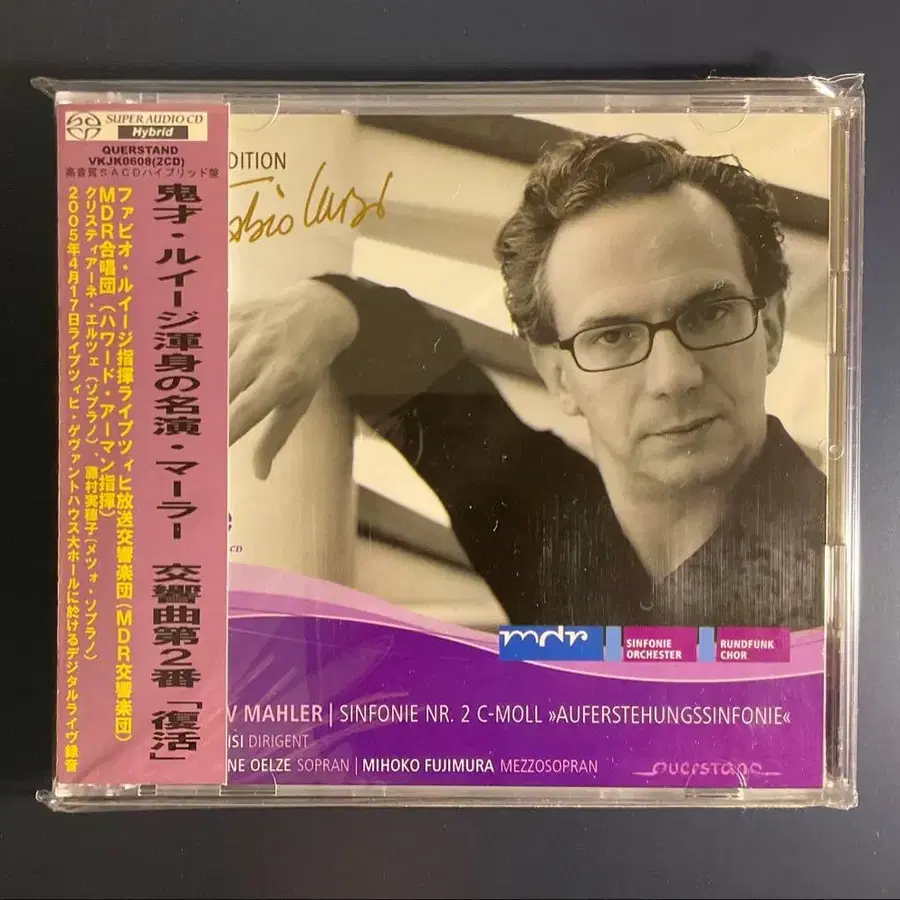 SUPER AUDIO CD
Hybrid
QUERSTAND
VKJK0608(2CD)
高音質SACDハイブリッド盤
鬼才・ルイージ渾身の名演・マーラー 交響曲第2番「復活」
ファビオ・ルイージ指揮ライプツィヒ放送交響楽団(MDR交響楽団)
MDR合唱団(ハワード・アーマン指揮)
クリスティアーネ・エルツェ(ソプラノ)、藤村実穂子(メツォ・ソプラノ)
2005年4月17日ライプツィヒ・ゲヴァントハウス大ホールに於けるデジタルライヴ録音
DITION
abio Luisi
CD
mdr
SINFONIE
ORCHESTER
RUNDFUNK
CHOR
V MAHLER | SINFONIE NR. 2 C-MOLL »AUFERSTEHUNGSSINFONIE«
ISI DIRIGENT
NE OELZE SOPRAN | MIHOKO FUJIMURA MEZZOSOPRAN
QUERSTAND